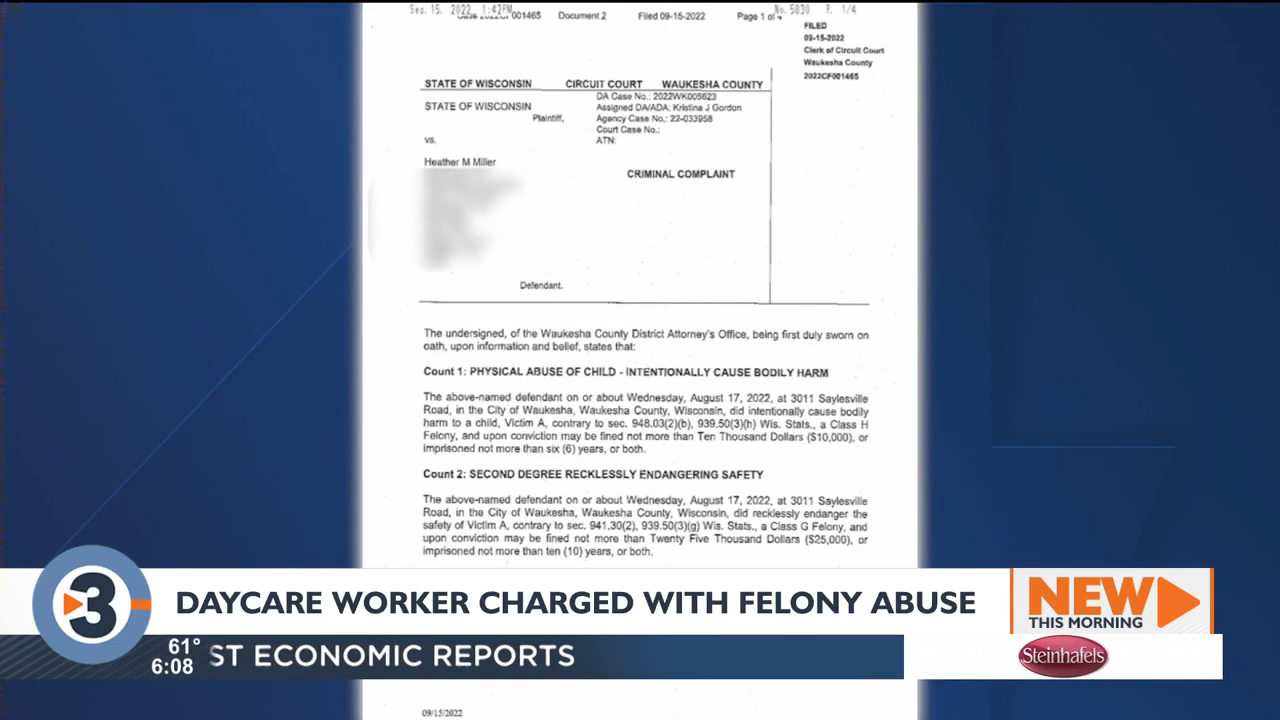 Sep. 15. 2022 1:42PM No. 5830 P. 1/4
001465 Document 2 Filed 09-15-2022 Page 1 of 4
FILED
09-15-2022
Clerk of Circuit Court
Waukesha County
2022CF001465
STATE OF WISCONSIN CIRCUIT COURT WAUKESHA COUNTY
STATE OF WISCONSIN
Plaintiff,
vs.
Heather M Miller
Defendant.
DA Case No.: 2022WK005623
Assigned DA/ADA: Kristina J Gordon
Agency Case No.: 22-033958
Court Case No.:
ATN:
CRIMINAL COMPLAINT
The undersigned, of the Waukesha County District Attorney's Office, being first duly sworn on
oath, upon information and belief, states that:
Count 1: PHYSICAL ABUSE OF CHILD - INTENTIONALLY CAUSE BODILY HARM
The above-named defendant on or about Wednesday, August 17, 2022, at 3011 Saylesville
Road, in the City of Waukesha, Waukesha County, Wisconsin, did intentionally cause bodily
harm to a child, Victim A, contrary to sec. 948.03(2)(b), 939.50(3)(h) Wis. Stats., a Class H
Felony, and upon conviction may be fined not more than Ten Thousand Dollars ($10,000), or
imprisoned not more than six (6) years, or both.
Count 2: SECOND DEGREE RECKLESSLY ENDANGERING SAFETY
The above-named defendant on or about Wednesday, August 17, 2022, at 3011 Saylesville
Road, in the City of Waukesha, Waukesha County, Wisconsin, did recklessly endanger the
safety of Victim A, contrary to sec. 941.30(2), 939.50(3)(g) Wis. Stats., a Class G Felony, and
upon conviction may be fined not more than Twenty Five Thousand Dollars ($25,000), or
imprisoned not more than ten (10) years, or both.
3
DAYCARE WORKER CHARGED WITH FELONY ABUSE
NEW
THIS MORNING
61°
6:08
ST ECONOMIC REPORTS
Steinhafels
09/15/2022